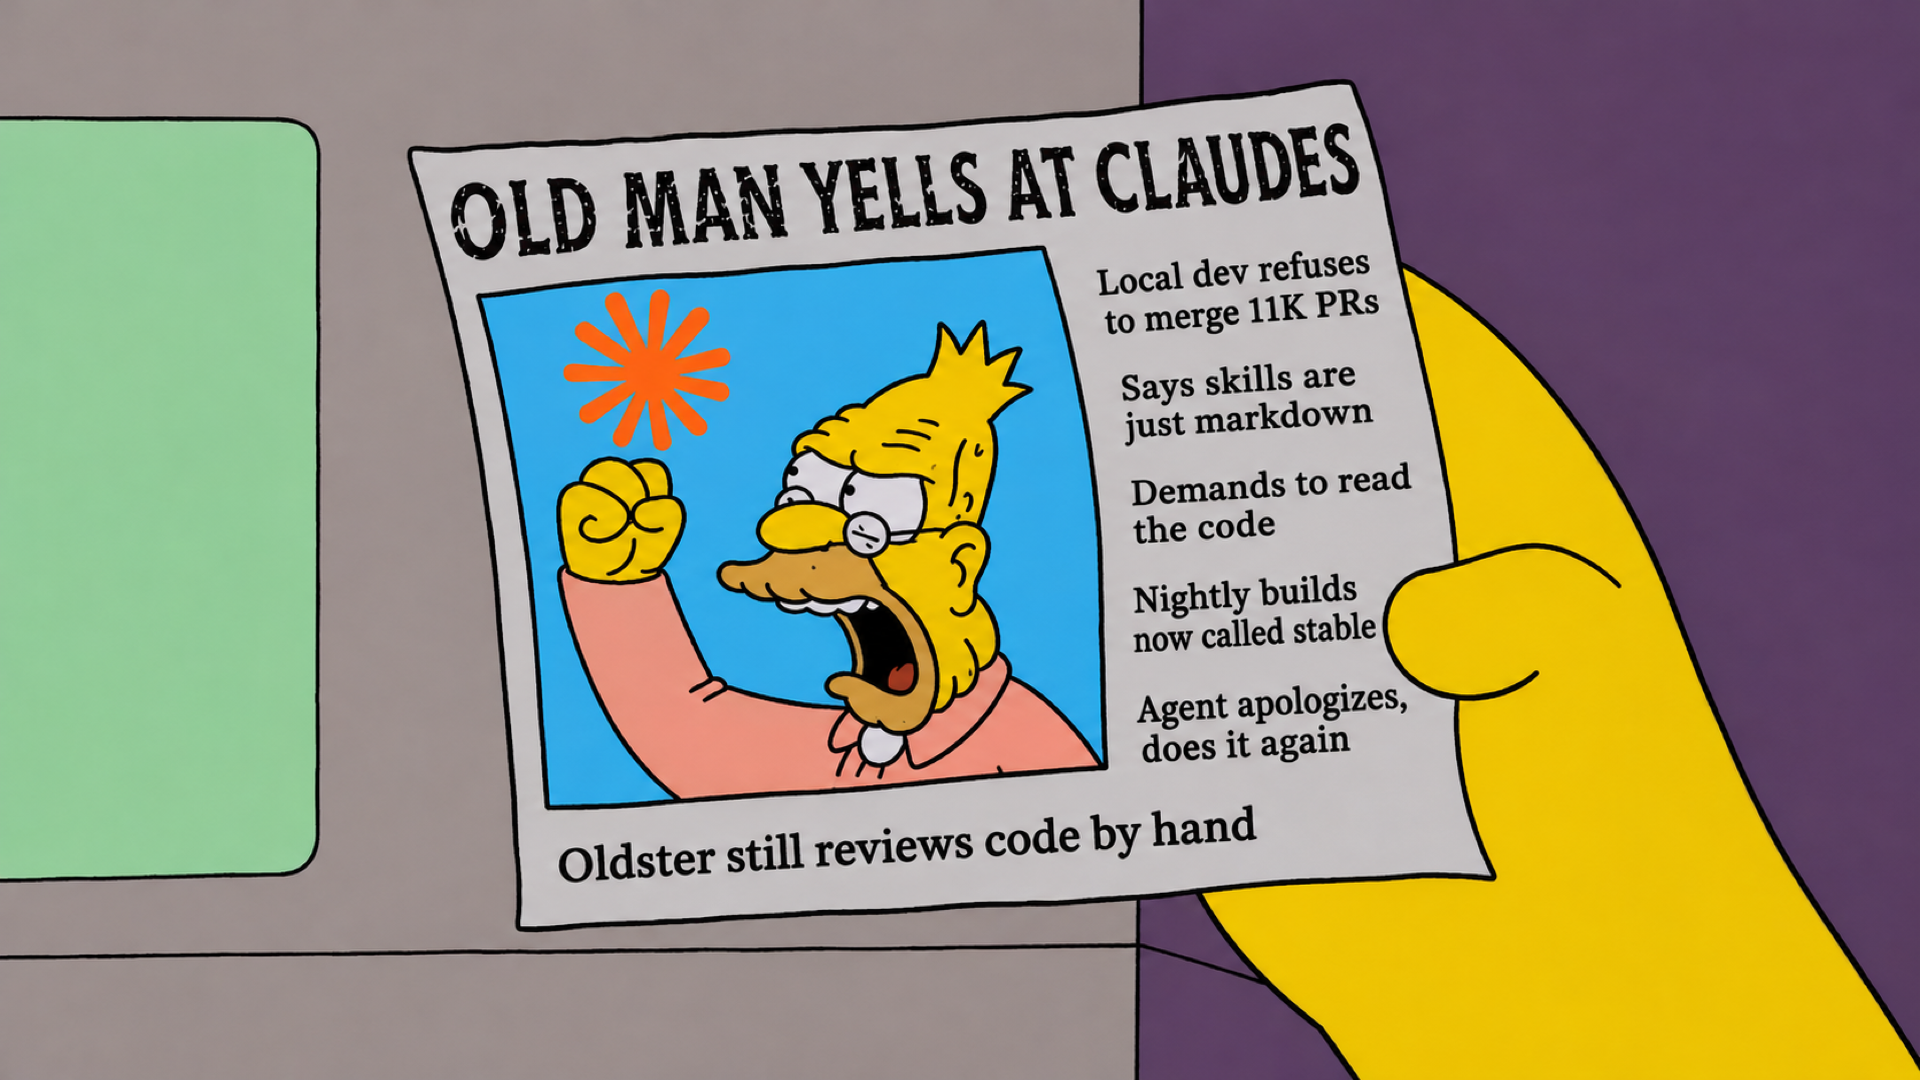 OLD MAN YELLS AT CLAUDES
Local dev refuses
to merge 11K PRs
Says skills are
just markdown
Demands to read
the code
Nightly builds
now called stable
Agent apologizes,
does it again
Oldster still reviews code by hand